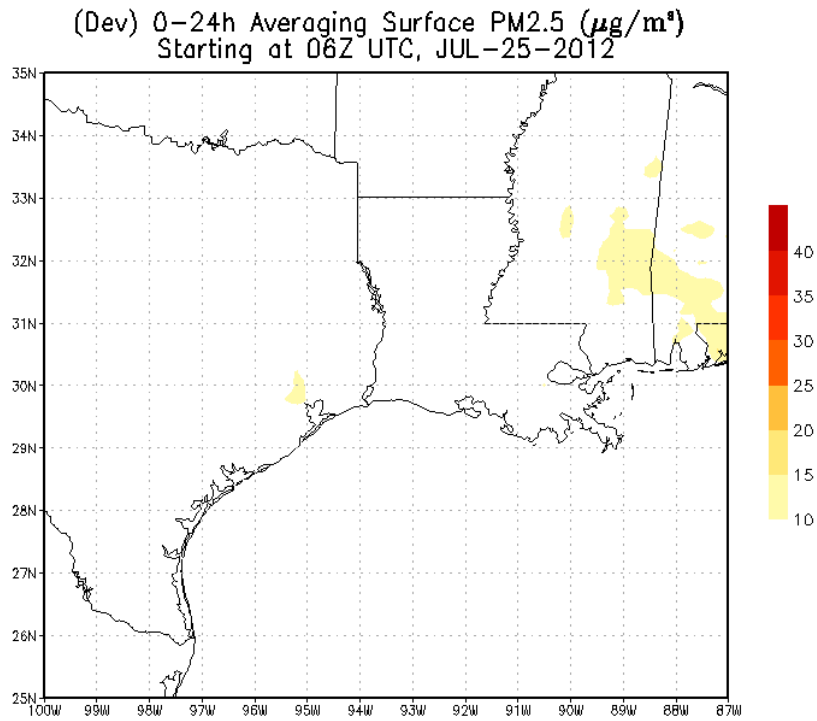 (Dev) 0-24h Averaging Surface PM2.5 (μg/m³)
Starting at 06Z UTC, JUL-25-2012
35N
34N
33N
32N
31N
30N
29N
28N
27N
26N
25N
100W 99W 98W 97W 96W 95W 94W 93W 92W 91W 90W 89W 88W 87W
40
35
30
25
20
15
10